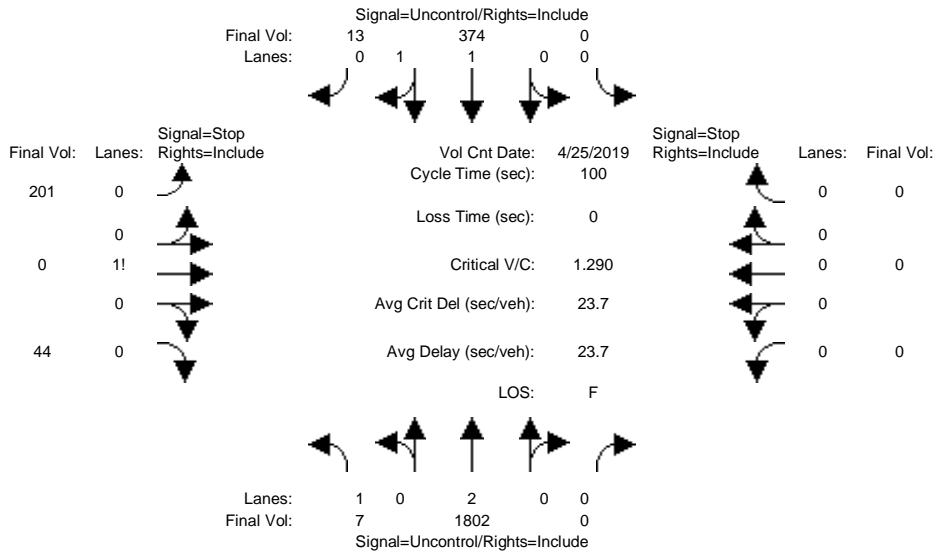 Signal=Uncontrol/Rights=Include
Final Vol: 13 374 0
Lanes: 0 1 1 0 0
Signal=Stop Signal=Stop
Final Vol: Lanes: Rights=Include Vol Cnt Date: 4/25/2019 Rights=Include Lanes: Final Vol:
Cycle Time (sec): 100
201 0 0 0
Loss Time (sec): 0
0 0
0 1! Critical V/C: 1.290 0 0
0 Avg Crit Del (sec/veh): 23.7 0
44 0 Avg Delay (sec/veh): 23.7 0 0
LOS: F
Lanes: 1 0 2 0 0
Final Vol: 7 1802 0
Signal=Uncontrol/Rights=Include